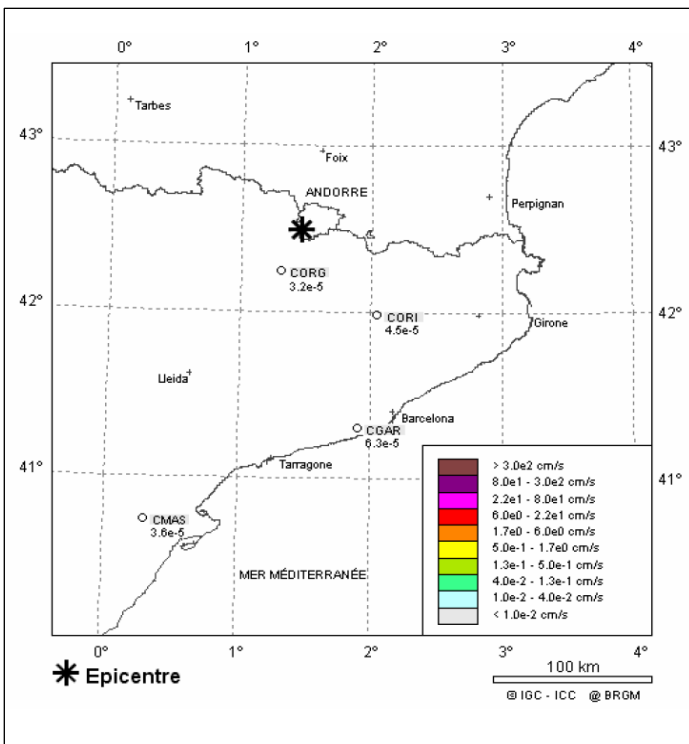 0° 1° 2° 3° 4°
Tarbes
43° 43°
Foix
ANDORRE
Perpignan
CORG
3.2e-5
42° 42°
CORI
4.5e-5
Girone
Lleida
Barcelona
CGAR
6.3e-5
Tarragone
41° 41°
CMAS
3.6e-5
MER MÉDITERRANÉE
> 3.0e2 cm/s
8.0e1 - 3.0e2 cm/s
2.2e1 - 8.0e1 cm/s
6.0e0 - 2.2e1 cm/s
1.7e0 - 6.0e0 cm/s
5.0e-1 - 1.7e0 cm/s
1.3e-1 - 5.0e-1 cm/s
4.0e-2 - 1.3e-1 cm/s
1.0e-2 - 4.0e-2 cm/s
< 1.0e-2 cm/s
0° 1° 2° 3° 4°
Epicentre
100 km
@ IGC - ICC @ BRGM